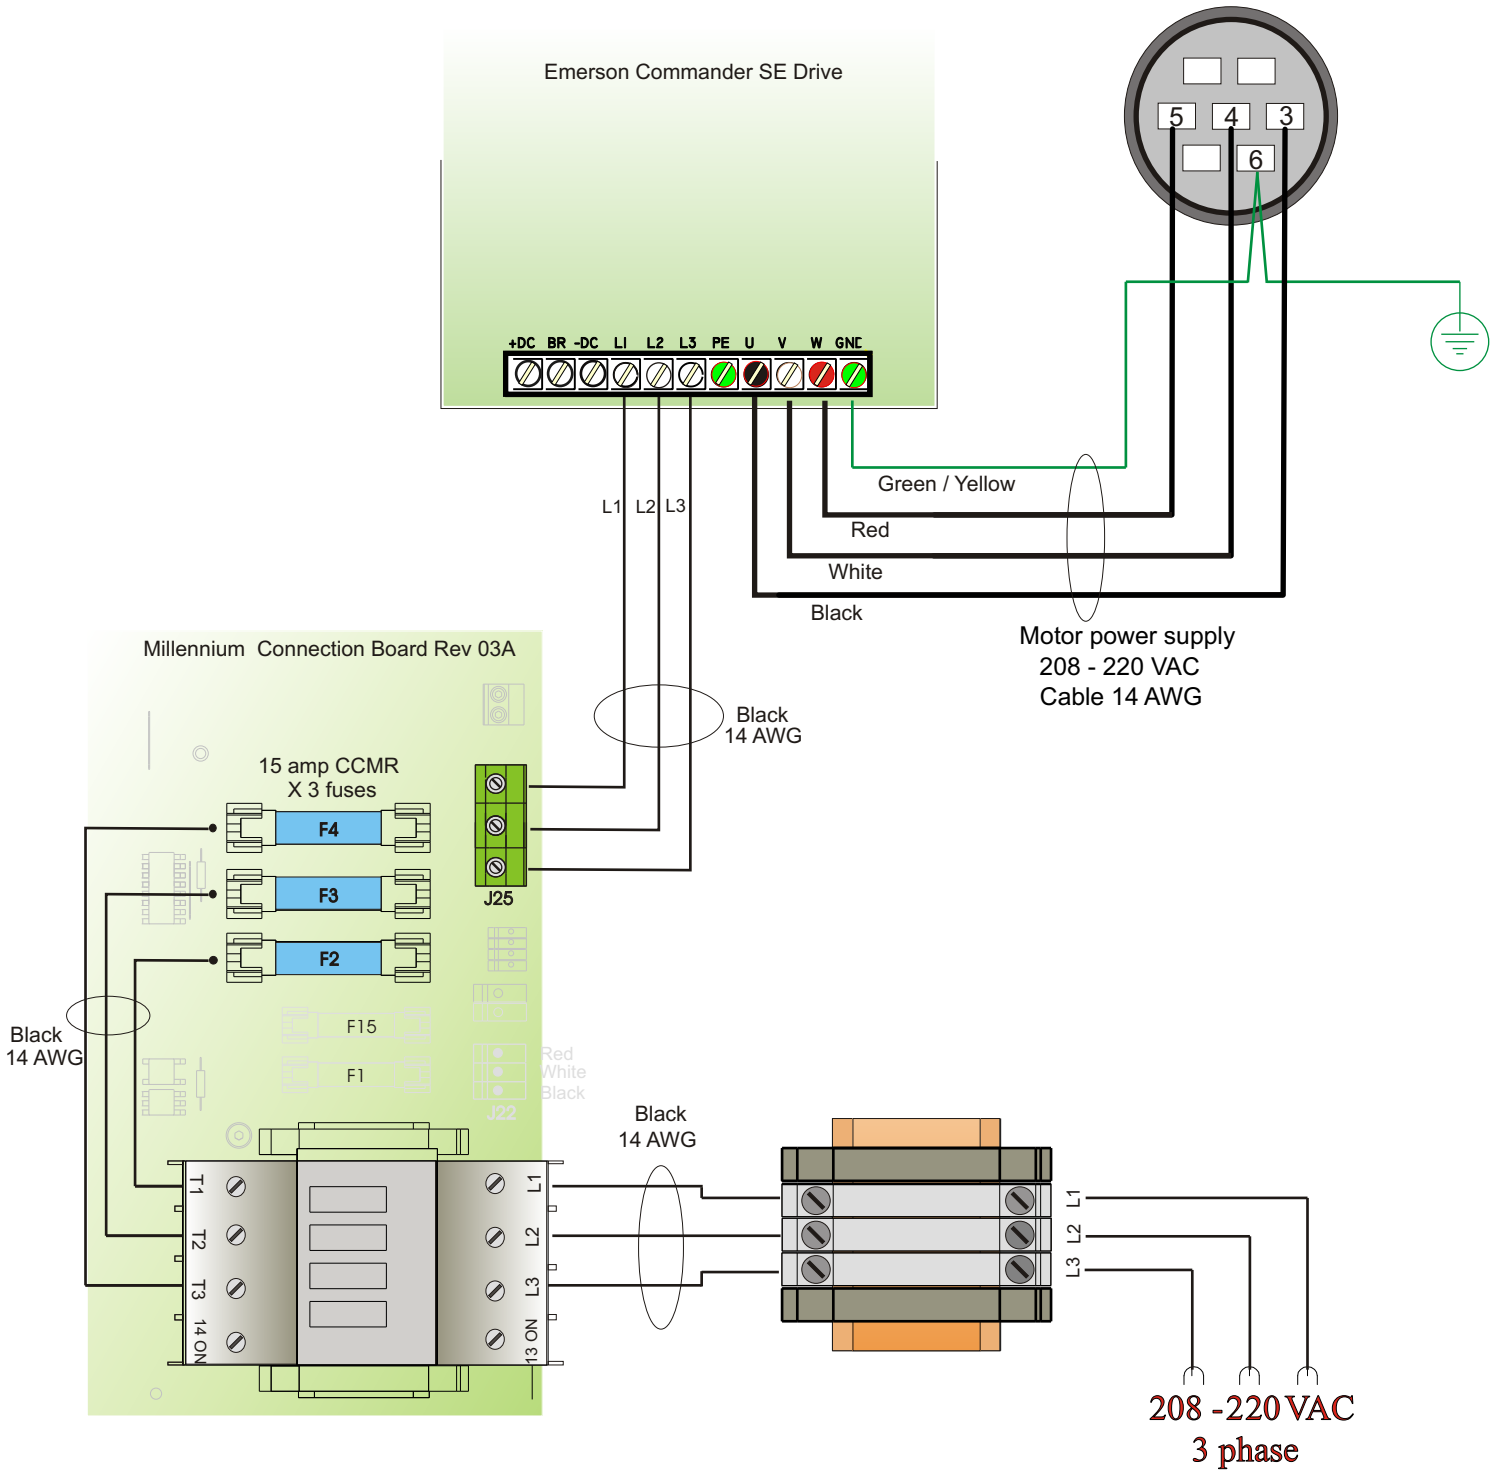 Emerson Commander SE Drive
5 4 3
6
+DC BR -DC L1 L2 L3 PE U V W GND
L1 L2 L3
Green / Yellow
Red
White
Black
Motor power supply
208 - 220 VAC
Cable 14 AWG
Millennium Connection Board Rev 03A
Black
14 AWG
15 amp CCMR
X 3 fuses
F4
F3
J25
F2
F15
F1
Black
14 AWG
Red
White
Black
J22
Black
14 AWG
T1
T2
T3
14 ON
L1
L2
L3
13 ON
L1
L2
L3
208 -220 VAC
3 phase